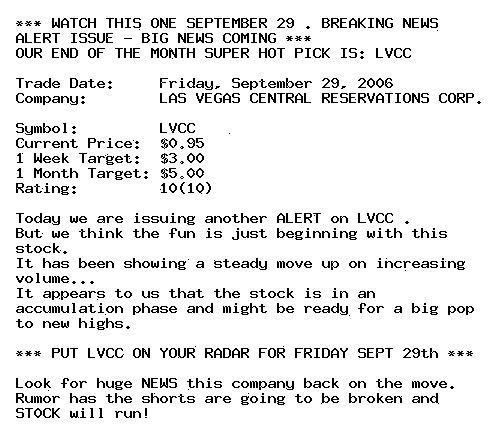 *** WATCH THIS ONE SEPTEMBER 29 . BREAKING NEWS
ALERT ISSUE - BIG NEWS COMING ***
OUR END OF THE MONTH SUPER HOT PICK IS: LVCC
Trade Date: Friday, September 29, 2006
Company: LAS VEGAS CENTRAL RESERVATIONS CORP.
Symbol: LVCC
Current Price: $0.95
1 Week Target: $3.00
1 Month Target: $5.00
Rating: 10(10)
Today we are issuing another ALERT on LVCC .
But we think the fun is just beginning with this
stock.
It has been showing a steady move up on increasing
volume...
It appears to us that the stock is in an
accumulation phase and might be ready for a big pop
to new highs.
*** PUT LVCC ON YOUR RADAR FOR FRIDAY SEPT 29th ***
Look for huge NEWS this company back on the move.
Rumor has the shorts are going to be broken and
STOCK will run!